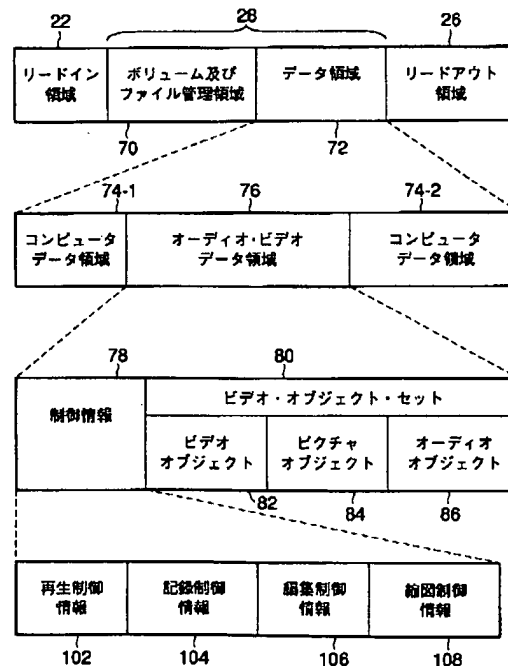 22
28
26
リードイン
領域
ボリューム及び
ファイル管理領域
データ領域
リードアウト
領域
70
72
74-1
76
74-2
コンピュータ
データ領域
オーディオ・ビデオ
データ領域
コンピュータ
データ領域
78
80
制御情報
ビデオ・オブジェクト・セット
ビデオ
オブジェクト
ピクチャ
オブジェクト
オーディオ
オブジェクト
82
84
86
再生制御
情報
記録制御
情報
編集制御
情報
縮図制御
情報
102
104
106
108